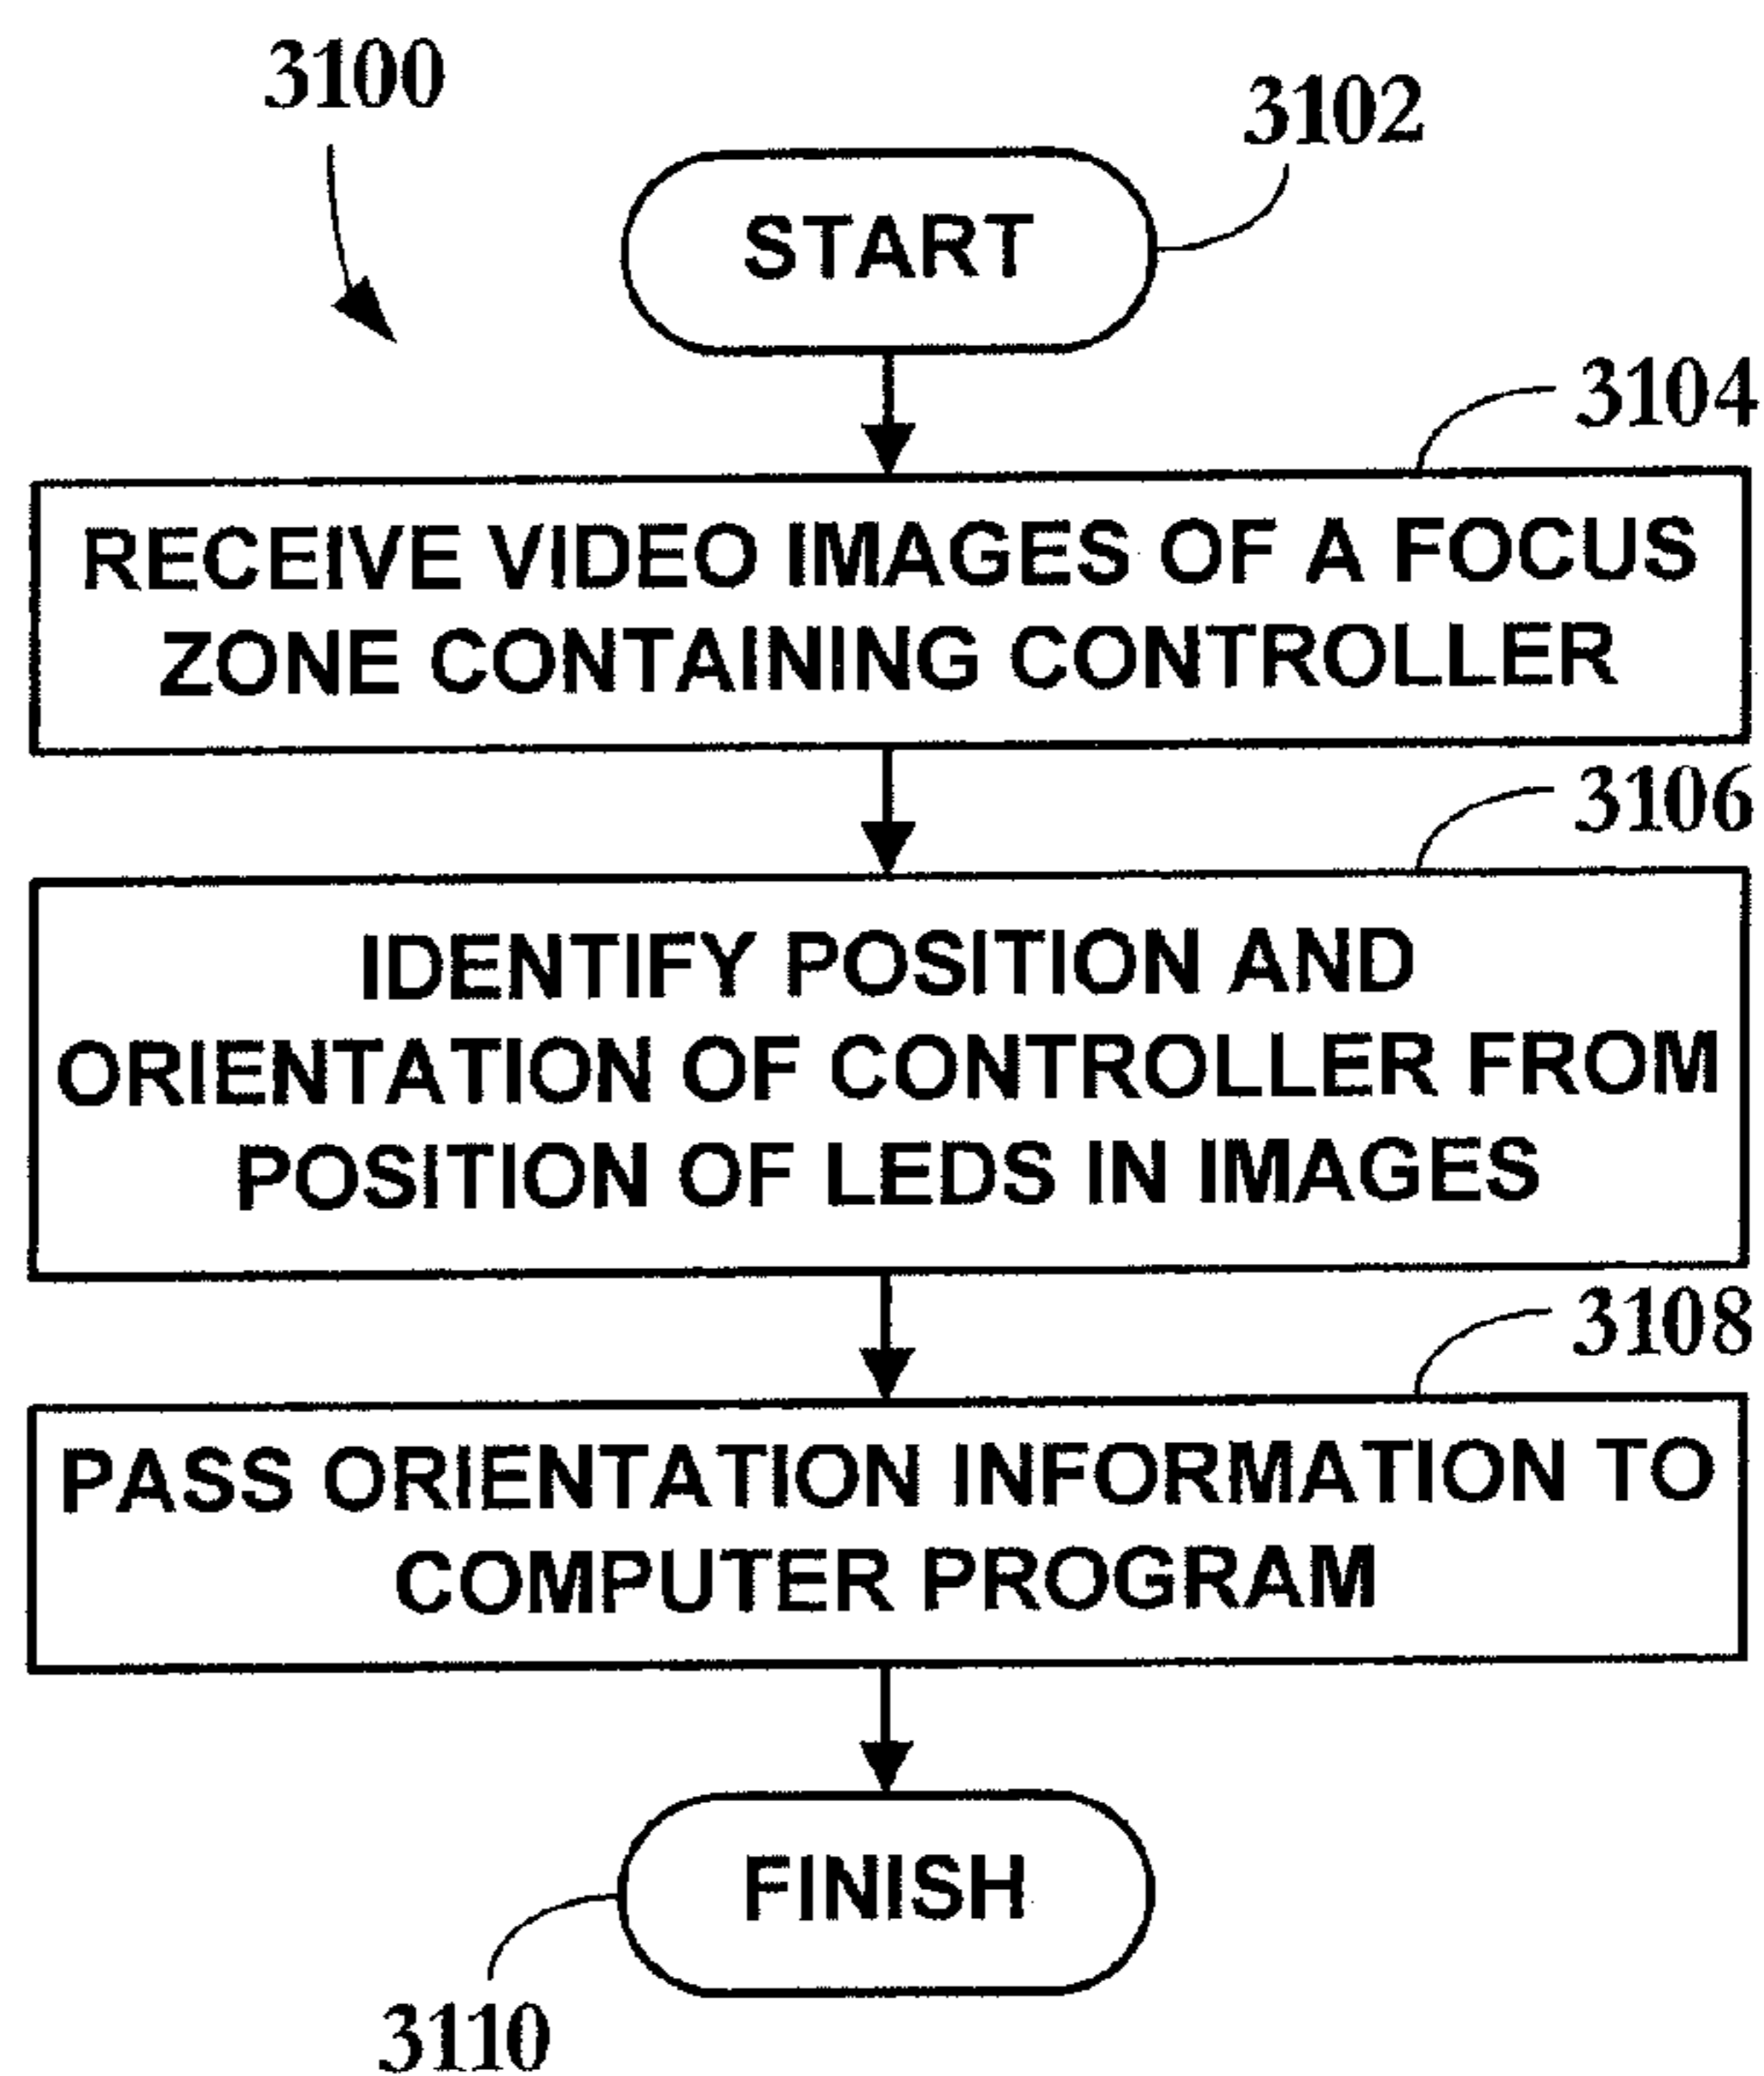 3100
3102
START
3104
RECEIVE VIDEO IMAGES OF A FOCUS
ZONE CONTAINING CONTROLLER
3106
IDENTIFY POSITION AND
ORIENTATION OF CONTROLLER FROM
POSITION OF LEDS IN IMAGES
3108
PASS ORIENTATION INFORMATION TO
COMPUTER PROGRAM
FINISH
3110